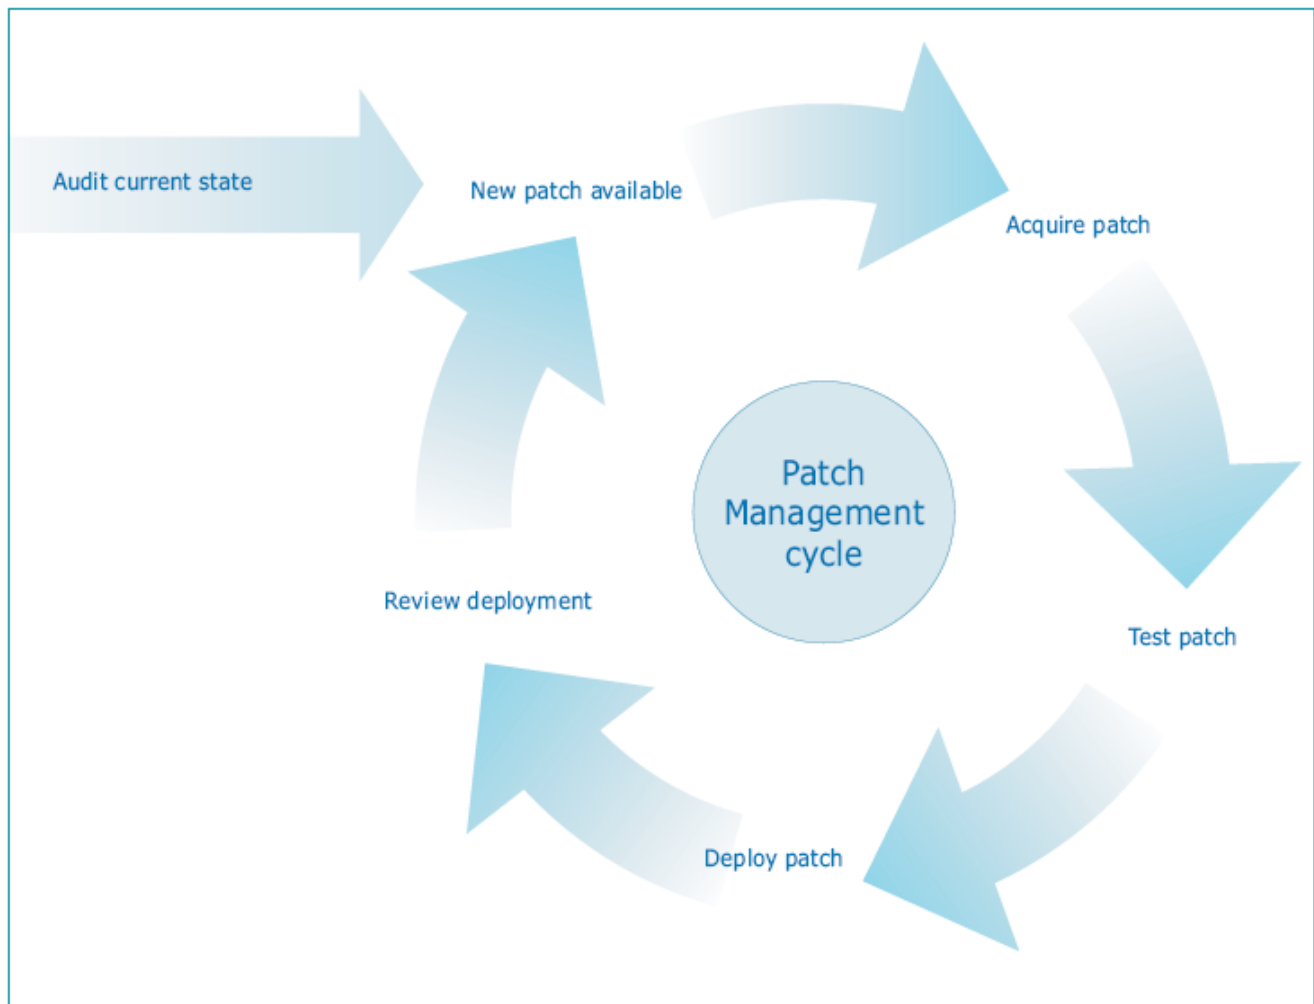 Audit current state
New patch available
Acquire patch
Patch
Management
cycle
Review deployment
Test patch
Deploy patch